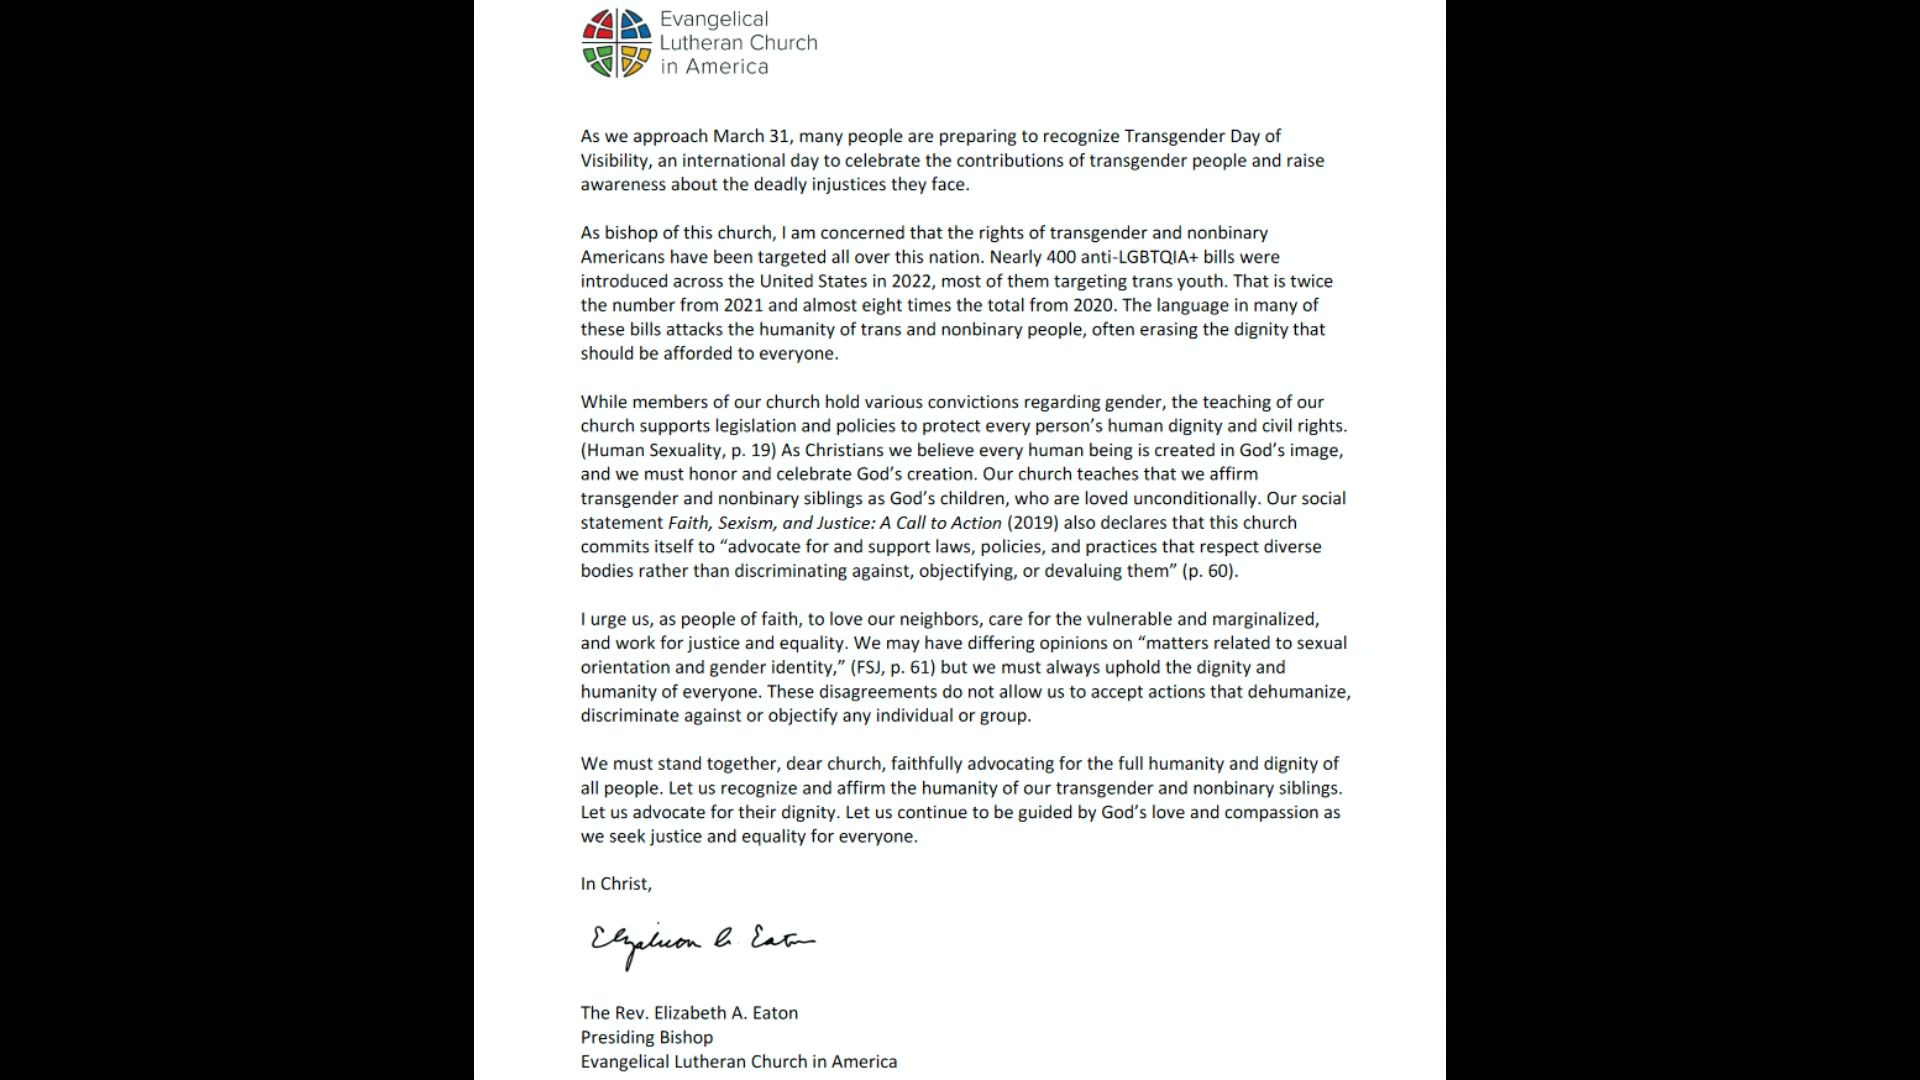 Evangelical
Lutheran Church
in America
As we approach March 31, many people are preparing to recognize Transgender Day of
Visibility, an international day to celebrate the contributions of transgender people and raise
awareness about the deadly injustices they face.
As bishop of this church, I am concerned that the rights of transgender and nonbinary
Americans have been targeted all over this nation. Nearly 400 anti-LGBTQIA+ bills were
introduced across the United States in 2022, most of them targeting trans youth. That is twice
the number from 2021 and almost eight times the total from 2020. The language in many of
these bills attacks the humanity of trans and nonbinary people, often erasing the dignity that
should be afforded to everyone.
While members of our church hold various convictions regarding gender, the teaching of our
church supports legislation and policies to protect every person’s human dignity and civil rights.
(Human Sexuality, p. 19) As Christians we believe every human being is created in God’s image,
and we must honor and celebrate God’s creation. Our church teaches that we affirm
transgender and nonbinary siblings as God’s children, who are loved unconditionally. Our social
statement Faith, Sexism, and Justice: A Call to Action (2019) also declares that this church
commits itself to “advocate for and support laws, policies, and practices that respect diverse
bodies rather than discriminating against, objectifying, or devaluing them” (p. 60).
I urge us, as people of faith, to love our neighbors, care for the vulnerable and marginalized,
and work for justice and equality. We may have differing opinions on “matters related to sexual
orientation and gender identity,” (FSJ, p. 61) but we must always uphold the dignity and
humanity of everyone. These disagreements do not allow us to accept actions that dehumanize,
discriminate against or objectify any individual or group.
We must stand together, dear church, faithfully advocating for the full humanity and dignity of
all people. Let us recognize and affirm the humanity of our transgender and nonbinary siblings.
Let us advocate for their dignity. Let us continue to be guided by God’s love and compassion as
we seek justice and equality for everyone.
In Christ,
Elizabeth A. Eaton
The Rev. Elizabeth A. Eaton
Presiding Bishop
Evangelical Lutheran Church in America